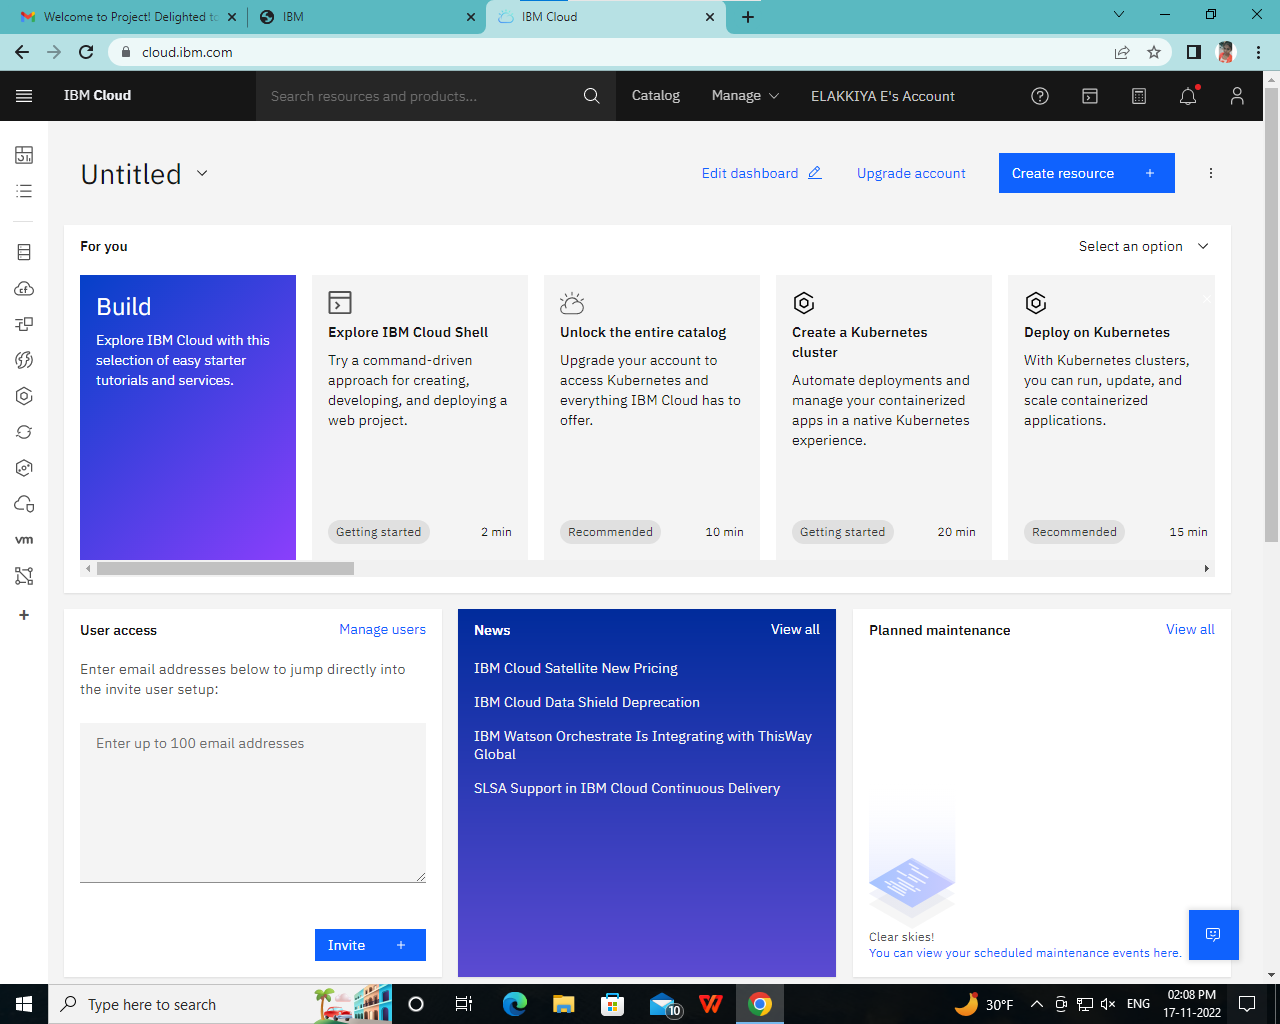 Welcome to Project! Delighted to
IBM
IBM Cloud
cloud.ibm.com
IBM Cloud
Search resources and products...
Catalog
Manage
ELAKKIYA E's Account
Untitled
Edit dashboard
Upgrade account
Create resource +
For you
Select an option
Build
Explore IBM Cloud with this
selection of easy starter
tutorials and services.
Explore IBM Cloud Shell
Try a command-driven
approach for creating,
developing, and deploying a
web project.
Getting started
2 min
Unlock the entire catalog
Upgrade your account to
access Kubernetes and
everything IBM Cloud has to
offer.
Recommended
10 min
Create a Kubernetes
cluster
Automate deployments and
manage your containerized
apps in a native Kubernetes
experience.
Getting started
20 min
Deploy on Kubernetes
With Kubernetes clusters,
you can run, update, and
scale containerized
applications.
Recommended
15 min
cf
vm
User access
Manage users
Enter email addresses below to jump directly into
the invite user setup:
Enter up to 100 email addresses
Invite +
News
View all
IBM Cloud Satellite New Pricing
IBM Cloud Data Shield Deprecation
IBM Watson Orchestrate Is Integrating with ThisWay
Global
SLSA Support in IBM Cloud Continuous Delivery
Planned maintenance
View all
Clear skies!
You can view your scheduled maintenance events here.
Type here to search
10
30°F
ENG
02:08 PM
17-11-2022